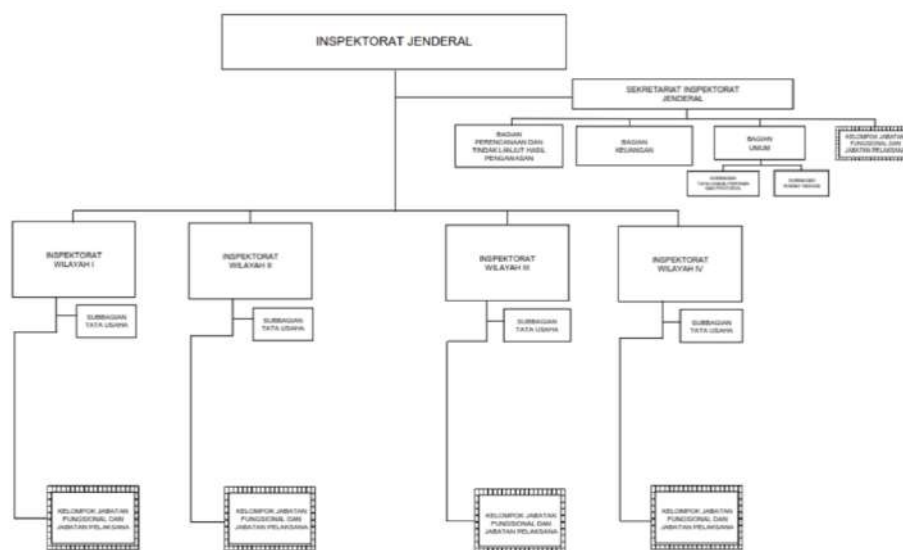 INSPEKTORAT JENDERAL
SEKRETARIAT INSPEKTORAT
JENDERAL
BAGIAN
PERENCANAAN DAN
TINDAK LANJUT HASIL
PENGAWASAN
BAGIAN
KEUANGAN
BAGIAN
UMUM
KELOMPOK JABATAN
FUNGSIONAL DAN
JABATAN PELAKSANA
INSPEKTORAT
WILAYAH I
INSPEKTORAT
WILAYAH II
INSPEKTORAT
WILAYAH III
INSPEKTORAT
WILAYAH IV
SUBBAGIAN
TATA USAHA
SUBBAGIAN
TATA USAHA
SUBBAGIAN
TATA USAHA
SUBBAGIAN
TATA USAHA
KELOMPOK JABATAN
FUNGSIONAL DAN
JABATAN PELAKSANA
KELOMPOK JABATAN
FUNGSIONAL DAN
JABATAN PELAKSANA
KELOMPOK JABATAN
FUNGSIONAL DAN
JABATAN PELAKSANA
KELOMPOK JABATAN
FUNGSIONAL DAN
JABATAN PELAKSANA